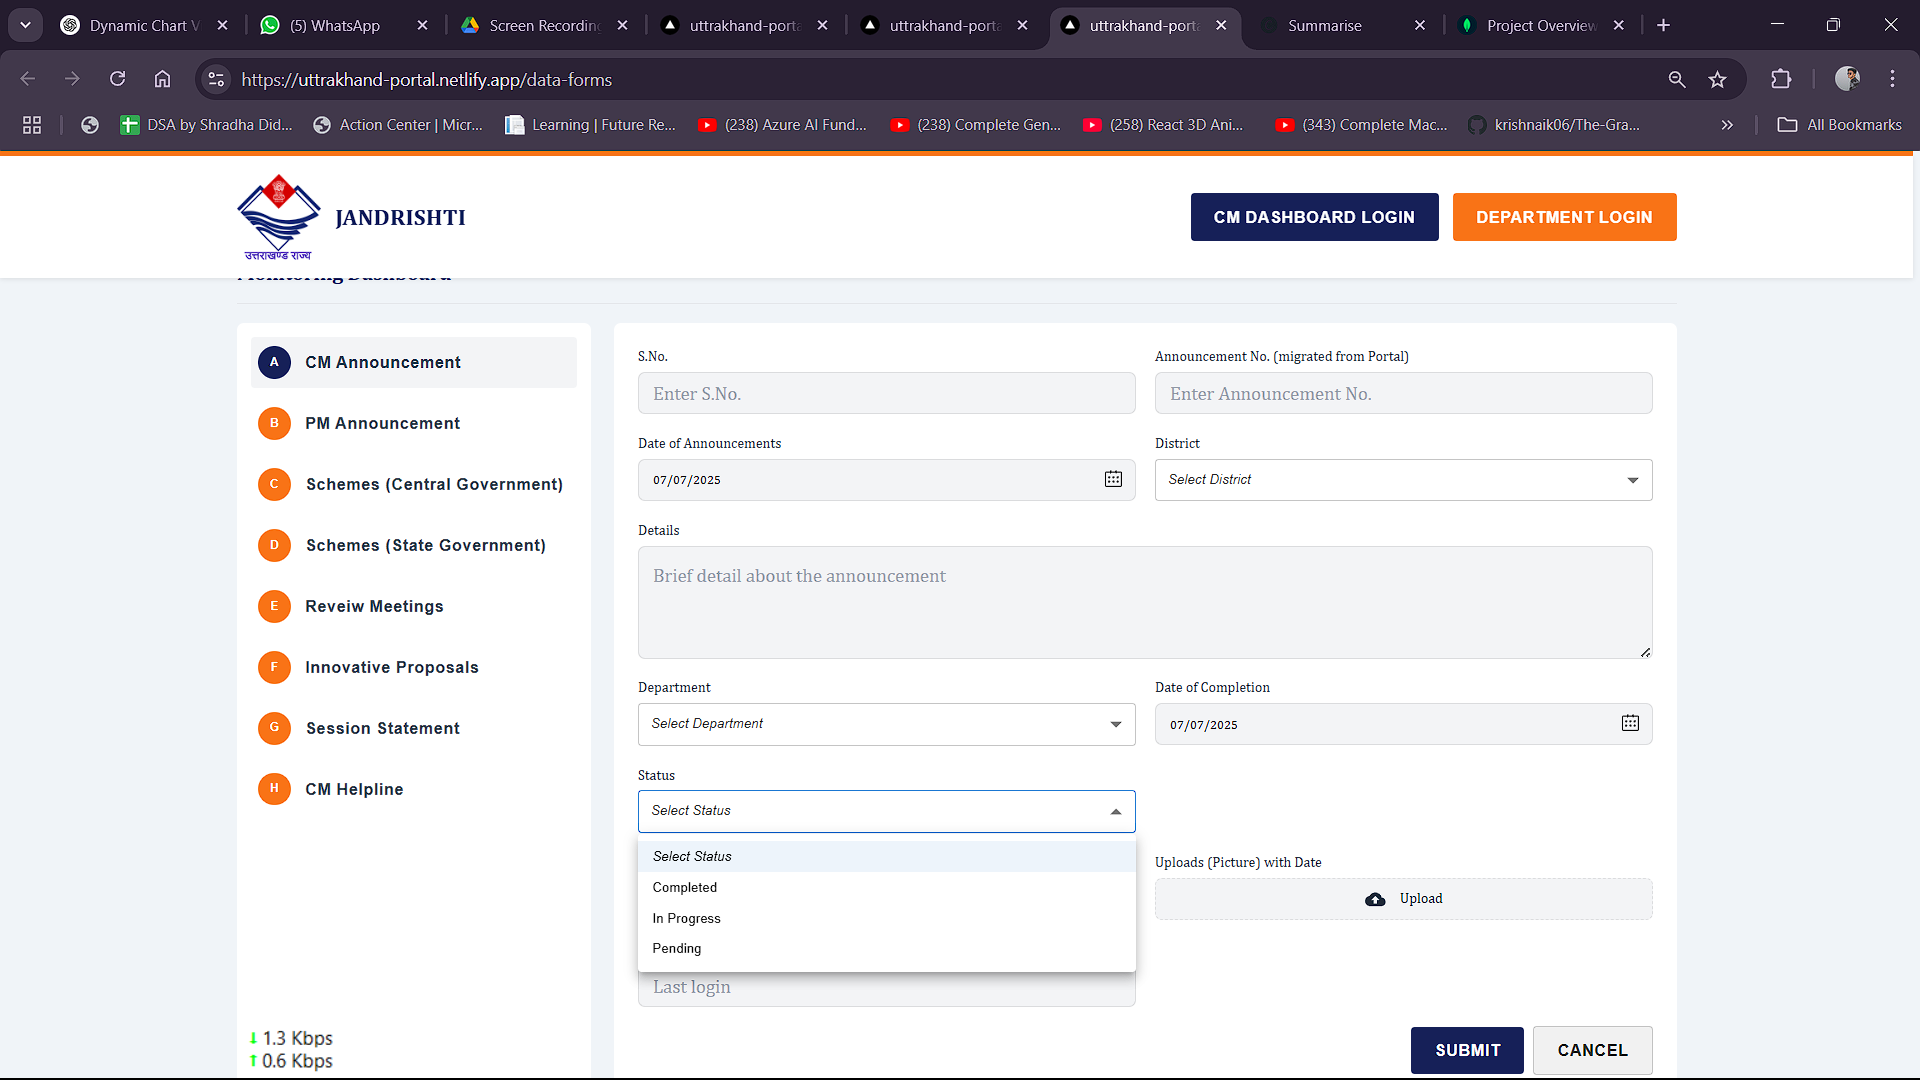 Dynamic Chart V
(5) WhatsApp
Screen Recording
uttrakhand-porta
uttrakhand-porta
uttrakhand-porta
Summarise
Project Overview
https://uttrakhand-portal.netlify.app/data-forms
DSA by Shradha Did...
Action Center | Micr...
Learning | Future Re...
(238) Azure AI Fund...
(238) Complete Gen...
(258) React 3D Ani...
(343) Complete Mac...
krishnaik06/The-Gra...
All Bookmarks
उत्तराखण्ड राज्य
JANDRISHTI
CM DASHBOARD LOGIN
DEPARTMENT LOGIN
Monitoring Dashboard
A CM Announcement
B PM Announcement
C Schemes (Central Government)
D Schemes (State Government)
E Reveiw Meetings
F Innovative Proposals
G Session Statement
H CM Helpline
S.No.
Enter S.No.
Announcement No. (migrated from Portal)
Enter Announcement No.
Date of Announcements
07/07/2025
District
Select District
Details
Brief detail about the announcement
Department
Select Department
Date of Completion
07/07/2025
Status
Select Status
Select Status
Completed
In Progress
Pending
Uploads (Picture) with Date
Upload
Last login
SUBMIT
CANCEL
1.3 Kbps
0.6 Kbps